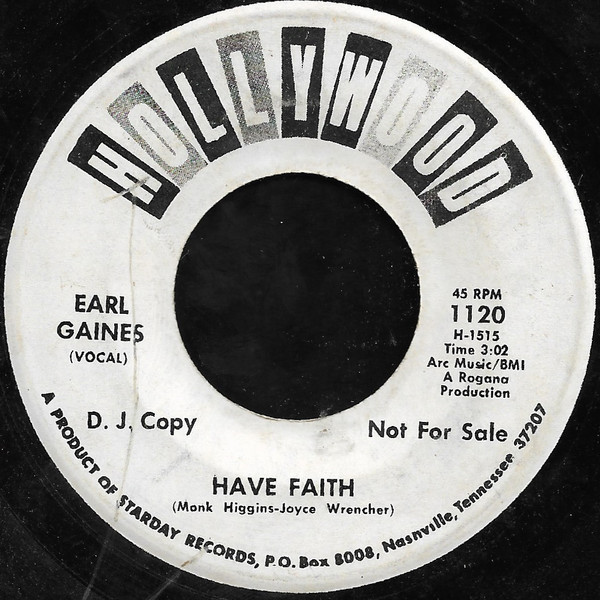 HOLLYWOOD
EARL
GAINES
(VOCAL)
45 RPM
1120
H-1515
Time 3:02
Arc Music/BMI
A Rogana
Production
D. J. Copy
Not For Sale
HAVE FAITH
(Monk Higgins-Joyce Wrencher)
A PRODUCT OF STARDAY RECORDS, P.O. Box 8008, Nashville, Tennessee 37207